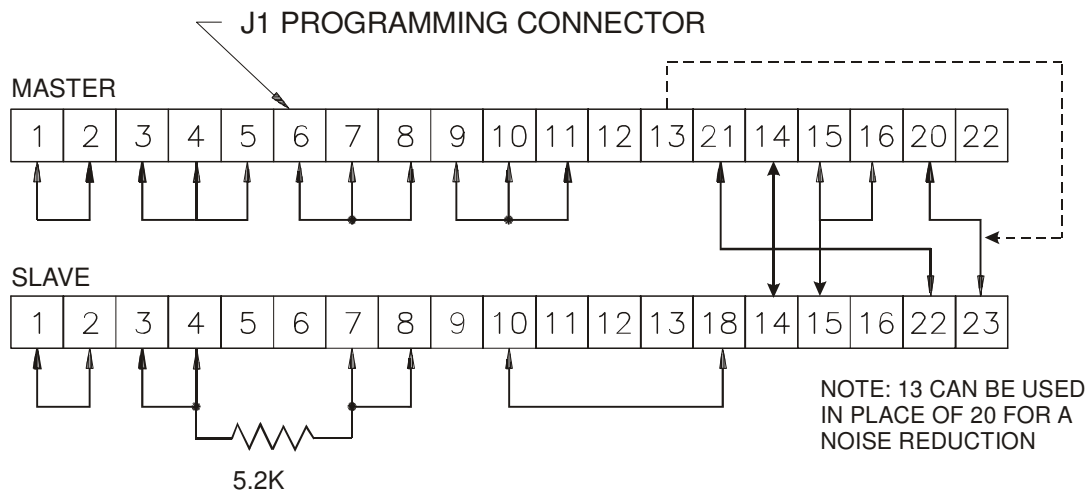 J1 PROGRAMMING CONNECTOR
MASTER
1 2 3 4 5 6 7 8 9 10 11 12 13 21 14 15 16 20 22
SLAVE
1 2 3 4 5 6 7 8 9 10 11 12 13 18 14 15 16 22 23
NOTE: 13 CAN BE USED
IN PLACE OF 20 FOR A
NOISE REDUCTION
5.2K